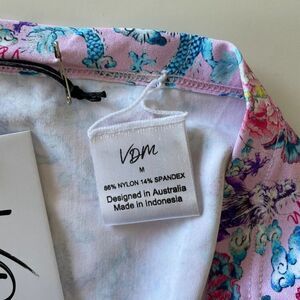 VDM
M
86% NYLON 14% SPANDEX
Designed in Australia
Made in Indonesia